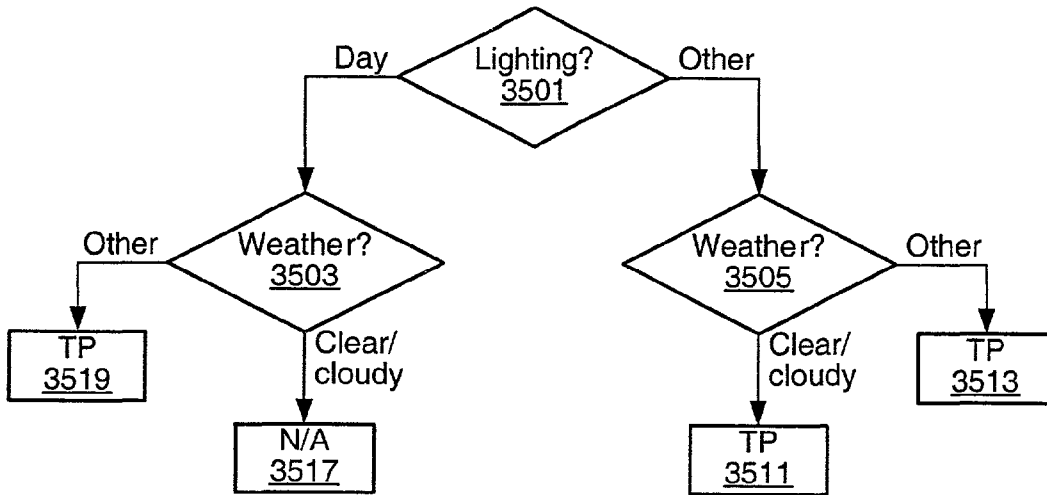 Day
Lighting?
3501
Other
Other
Weather?
3503
Weather?
3505
Other
TP
3519
Clear/
cloudy
Clear/
cloudy
TP
3513
N/A
3517
TP
3511